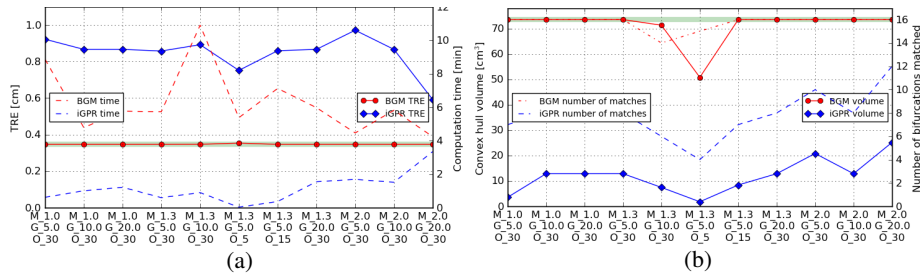 TRE [cm]
1.0
0.8
0.6
0.4
0.2
0.0
BGM time
iGPR time
BGM TRE
iGPR TRE
12
10
8
6
4
2
0
Computation time [min]
M_1.0 M_1.0 M_1.0 M_1.3 M_1.3 M_1.3 M_1.3 M_1.3 M_2.0 M_2.0 M_2.0
G_5.0 G_10.0 G_20.0 G_5.0 G_10.0 G_5.0 G_5.0 G_20.0 G_5.0 G_10.0 G_20.0
O_30 O_30 O_30 O_30 O_30 O_5 O_15 O_30 O_30 O_30 O_30
(a)
Convex hull volume [cm³]
70
60
50
40
30
20
10
0
BGM number of matches
iGPR number of matches
BGM volume
iGPR volume
16
14
12
10
8
6
4
2
0
Number of bifurcations matched
M_1.0 M_1.0 M_1.0 M_1.3 M_1.3 M_1.3 M_1.3 M_1.3 M_2.0 M_2.0 M_2.0
G_5.0 G_10.0 G_20.0 G_5.0 G_10.0 G_5.0 G_5.0 G_20.0 G_5.0 G_10.0 G_20.0
O_30 O_30 O_30 O_30 O_30 O_5 O_15 O_30 O_30 O_30 O_30
(b)